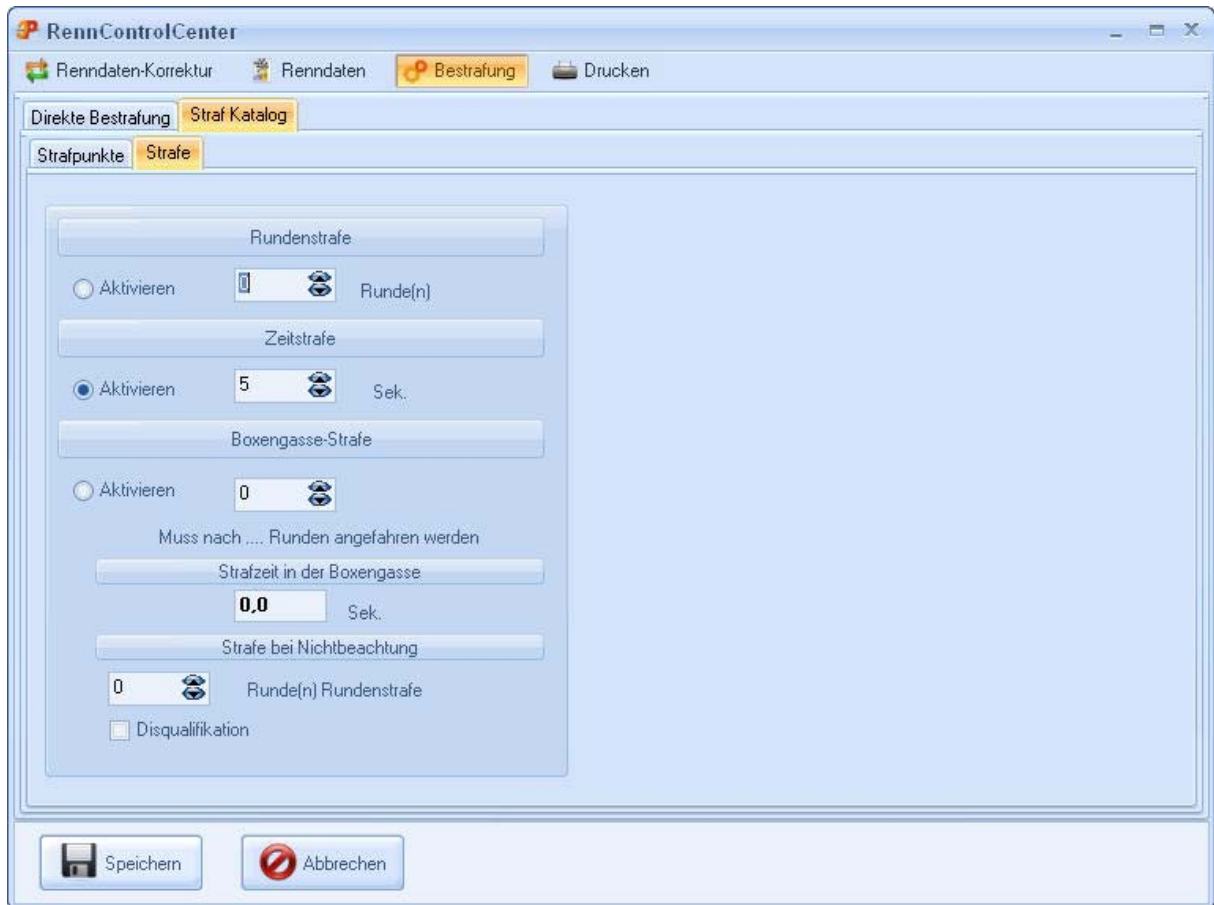 RennControlCenter
Renndaten-Korrektur Renndaten Bestrafung Drucken
Direkte Bestrafung Straf Katalog
Strafpunkte Strafe
Rundenstrafe
Aktivieren 0 Runde(n)
Zeitstrafe
Aktivieren 5 Sek.
Boxengasse-Strafe
Aktivieren 0
Muss nach .... Runden angefahren werden
Strafzeit in der Boxengasse
0,0 Sek.
Strafe bei Nichtbeachtung
0 Runde(n) Rundenstrafe
Disqualifikation
Speichern Abbrechen